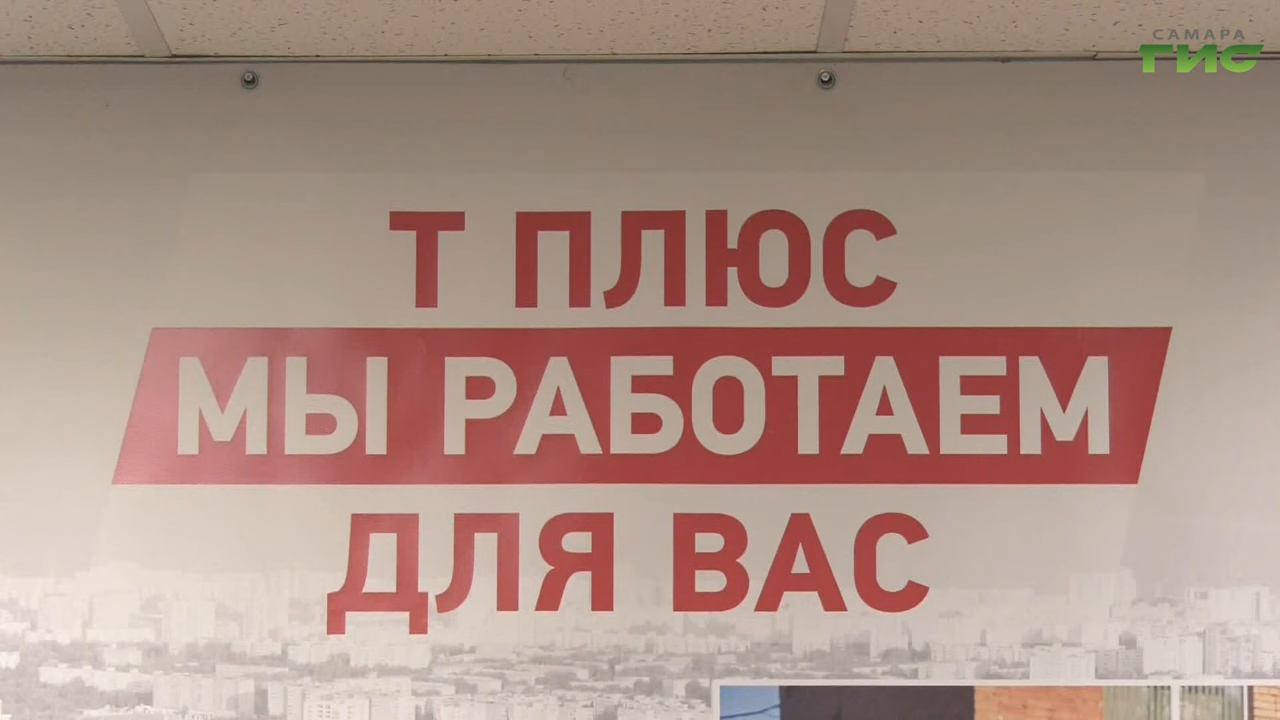 САМАРА
ГИС
Т ПЛЮС
МЫ РАБОТАЕМ
ДЛЯ ВАС